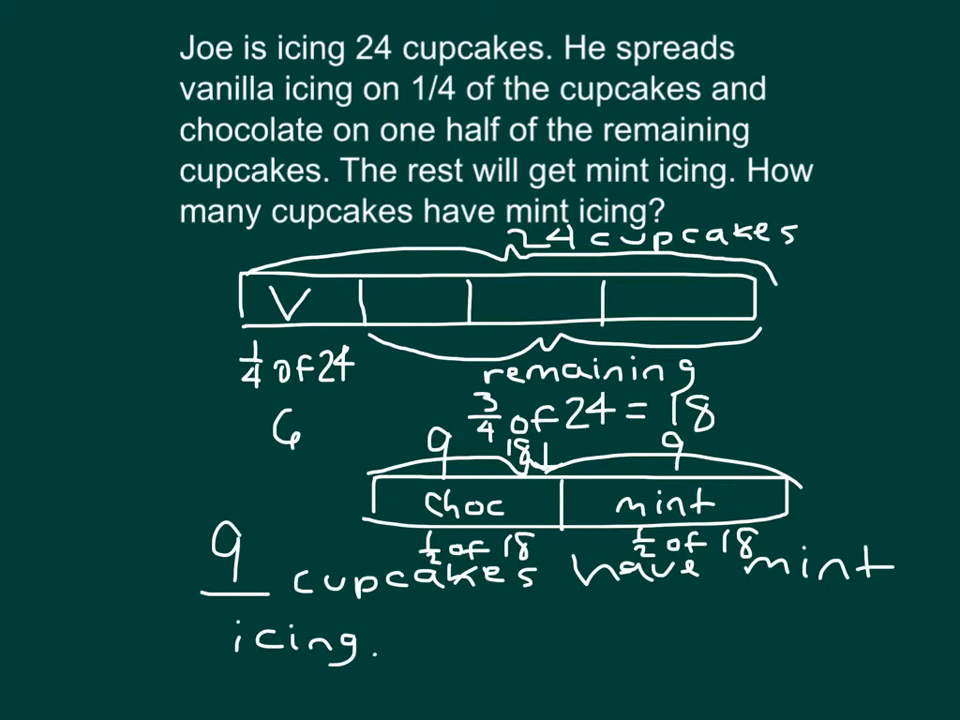 Joe is icing 24 cupcakes. He spreads
vanilla icing on 1/4 of the cupcakes and
chocolate on one half of the remaining
cupcakes. The rest will get mint icing. How
many cupcakes have mint icing?
24 cupcakes
V
1/4 of 24
remaining
6
3/4 of 24 = 18
9 18 9
choc mint
1/2 of 18 1/2 of 18
9 cupcakes have mint
icing.